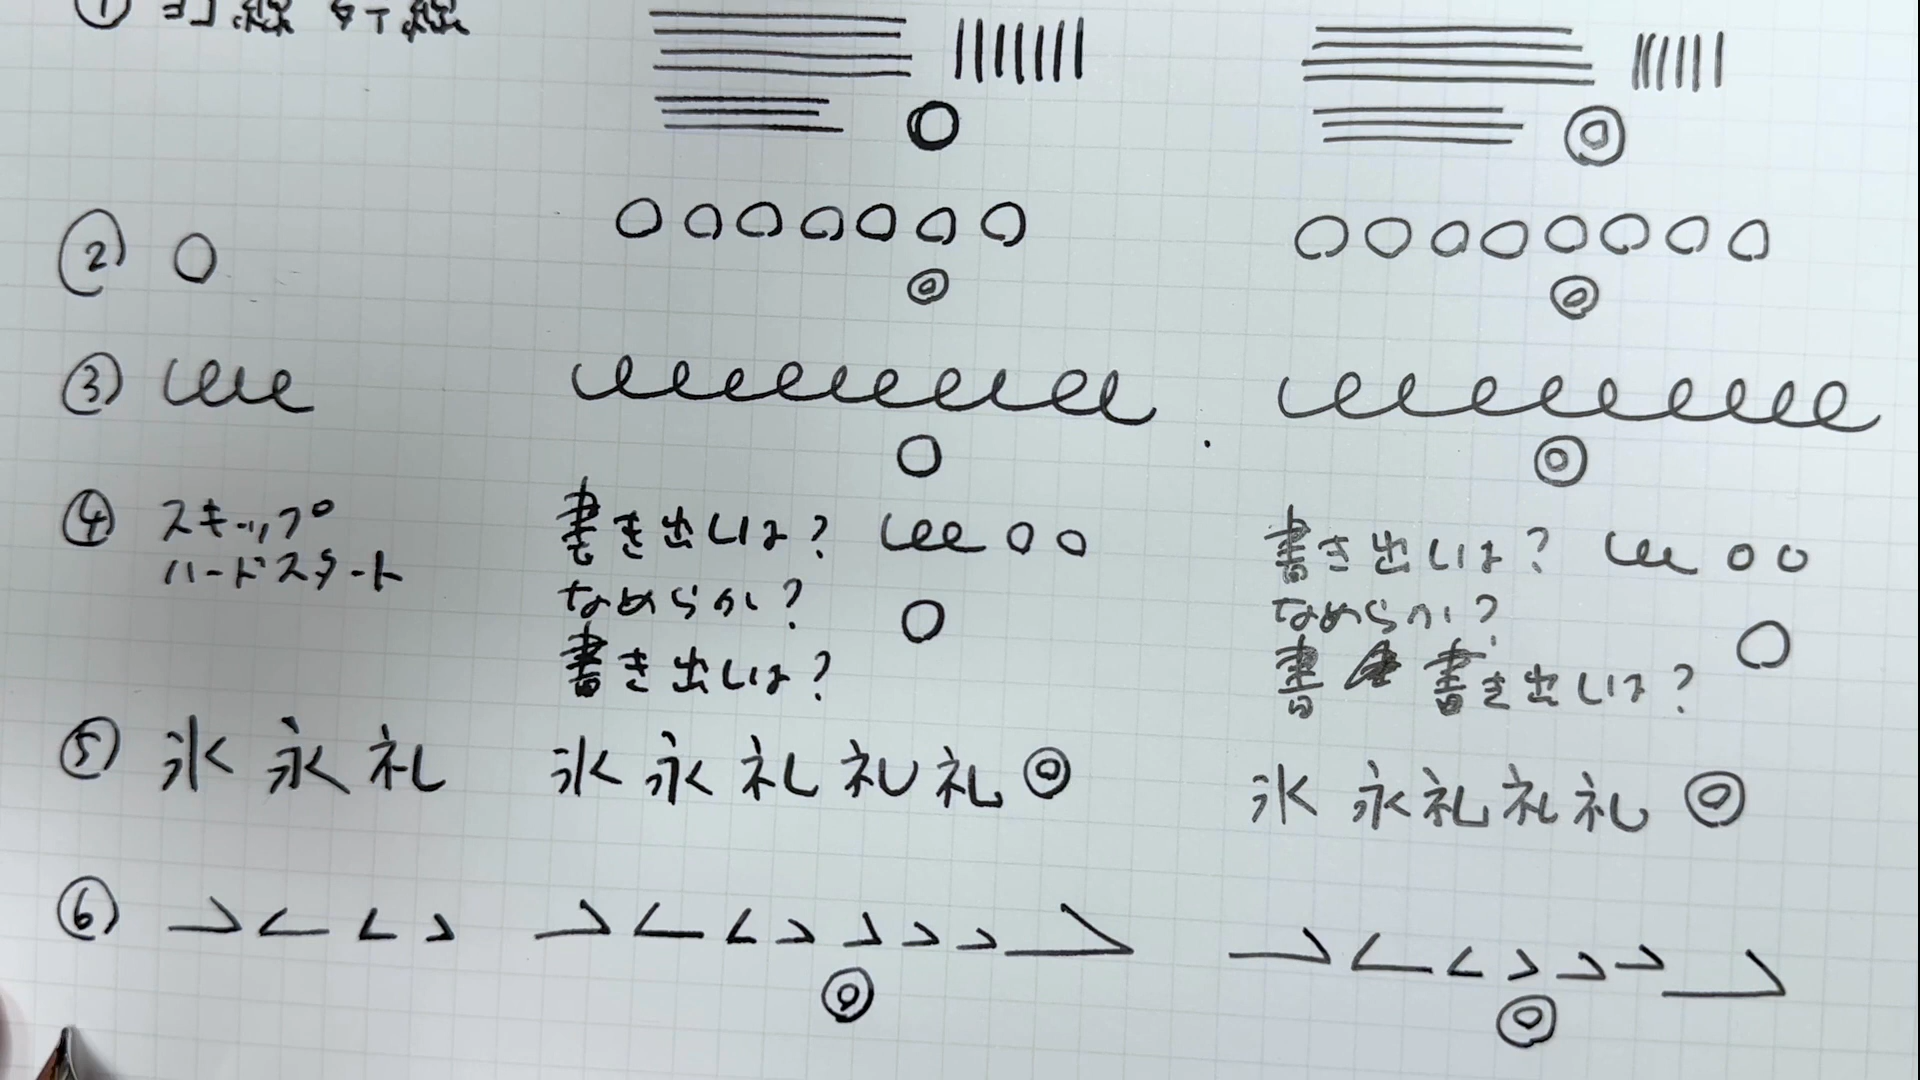 ① ヨコ線 タテ線
② ○
③
④ スキップ ハードスタート
書き出しは?
なめらか?
書き出しは?
書き出しは?
なめらか?
書 書き出しは?
⑤ 氷 永 礼
氷 永 礼 礼 礼 ◎
氷 永 礼 礼 礼 ◎
⑥